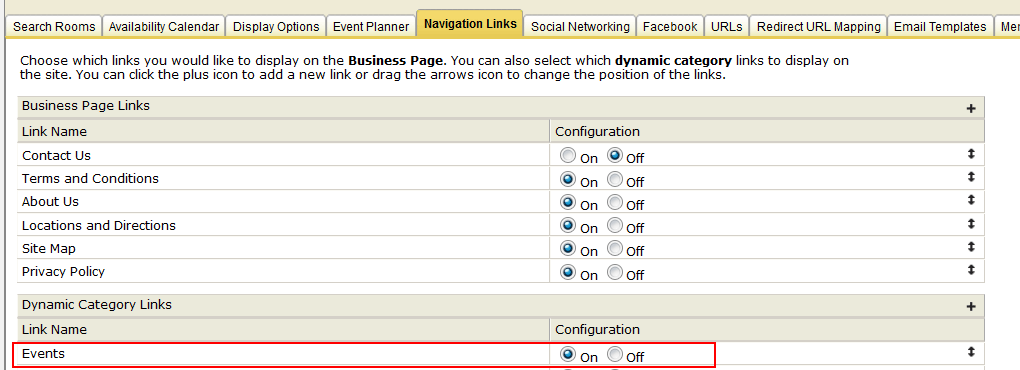 Search Rooms Availability Calendar Display Options Event Planner Navigation Links Social Networking Facebook URLs Redirect URL Mapping Email Templates
Choose which links you would like to display on the Business Page. You can also select which dynamic category links to display on
the site. You can click the plus icon to add a new link or drag the arrows icon to change the position of the links.
Business Page Links +
Link Name Configuration
Contact Us On Off
Terms and Conditions On Off
About Us On Off
Locations and Directions On Off
Site Map On Off
Privacy Policy On Off
Dynamic Category Links +
Link Name Configuration
Events On Off